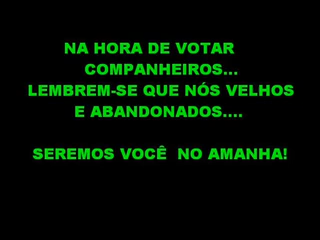 NA HORA DE VOTAR
COMPANHEIROS...
LEMBREM-SE QUE NÓS VELHOS
E ABANDONADOS....
SEREMOS VOCÊ NO AMANHA!